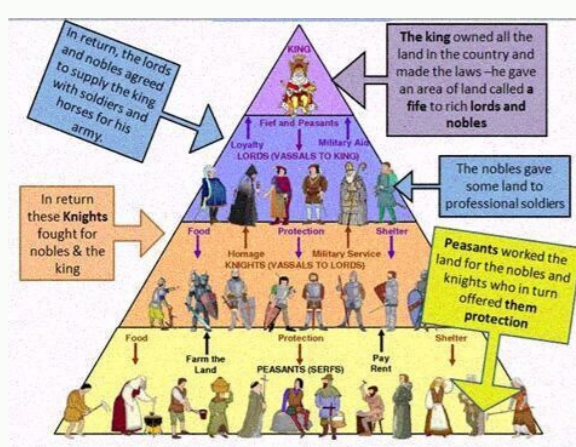 In return, the lords
and nobles agreed
to supply the king
with soldiers and
horses for his
army.
KING
The king owned all the
land in the country and
made the laws –he gave
an area of land called a
fife to rich lords and
nobles
Fief and Peasants
Loyalty
Military Aid
LORDS (VASSALS TO KING)
The nobles gave
some land to
professional soldiers
In return
these Knights
fought for
nobles & the
king
Food
Protection
Shelter
Homage
Military Service
KNIGHTS (VASSALS TO LORDS)
Peasants worked the
land for the nobles and
knights who in turn
offered them
protection
Food
Protection
Shelter
Farm the
Land
Pay
Rent
PEASANTS (SERFS)